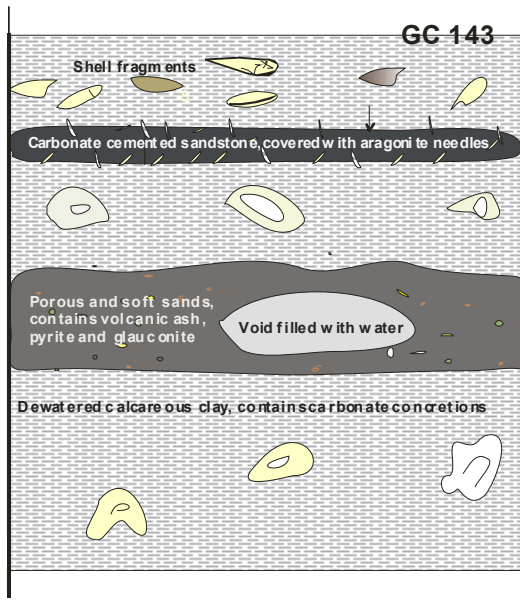 GC 143
Shell fragments
Carbonate cemented sandstone, covered with aragonite needles
Porous and soft sands,
contains volcanic ash,
pyrite and glauconite
Void filled with water
Dewatered calcareous clay, contains carbonate concretions